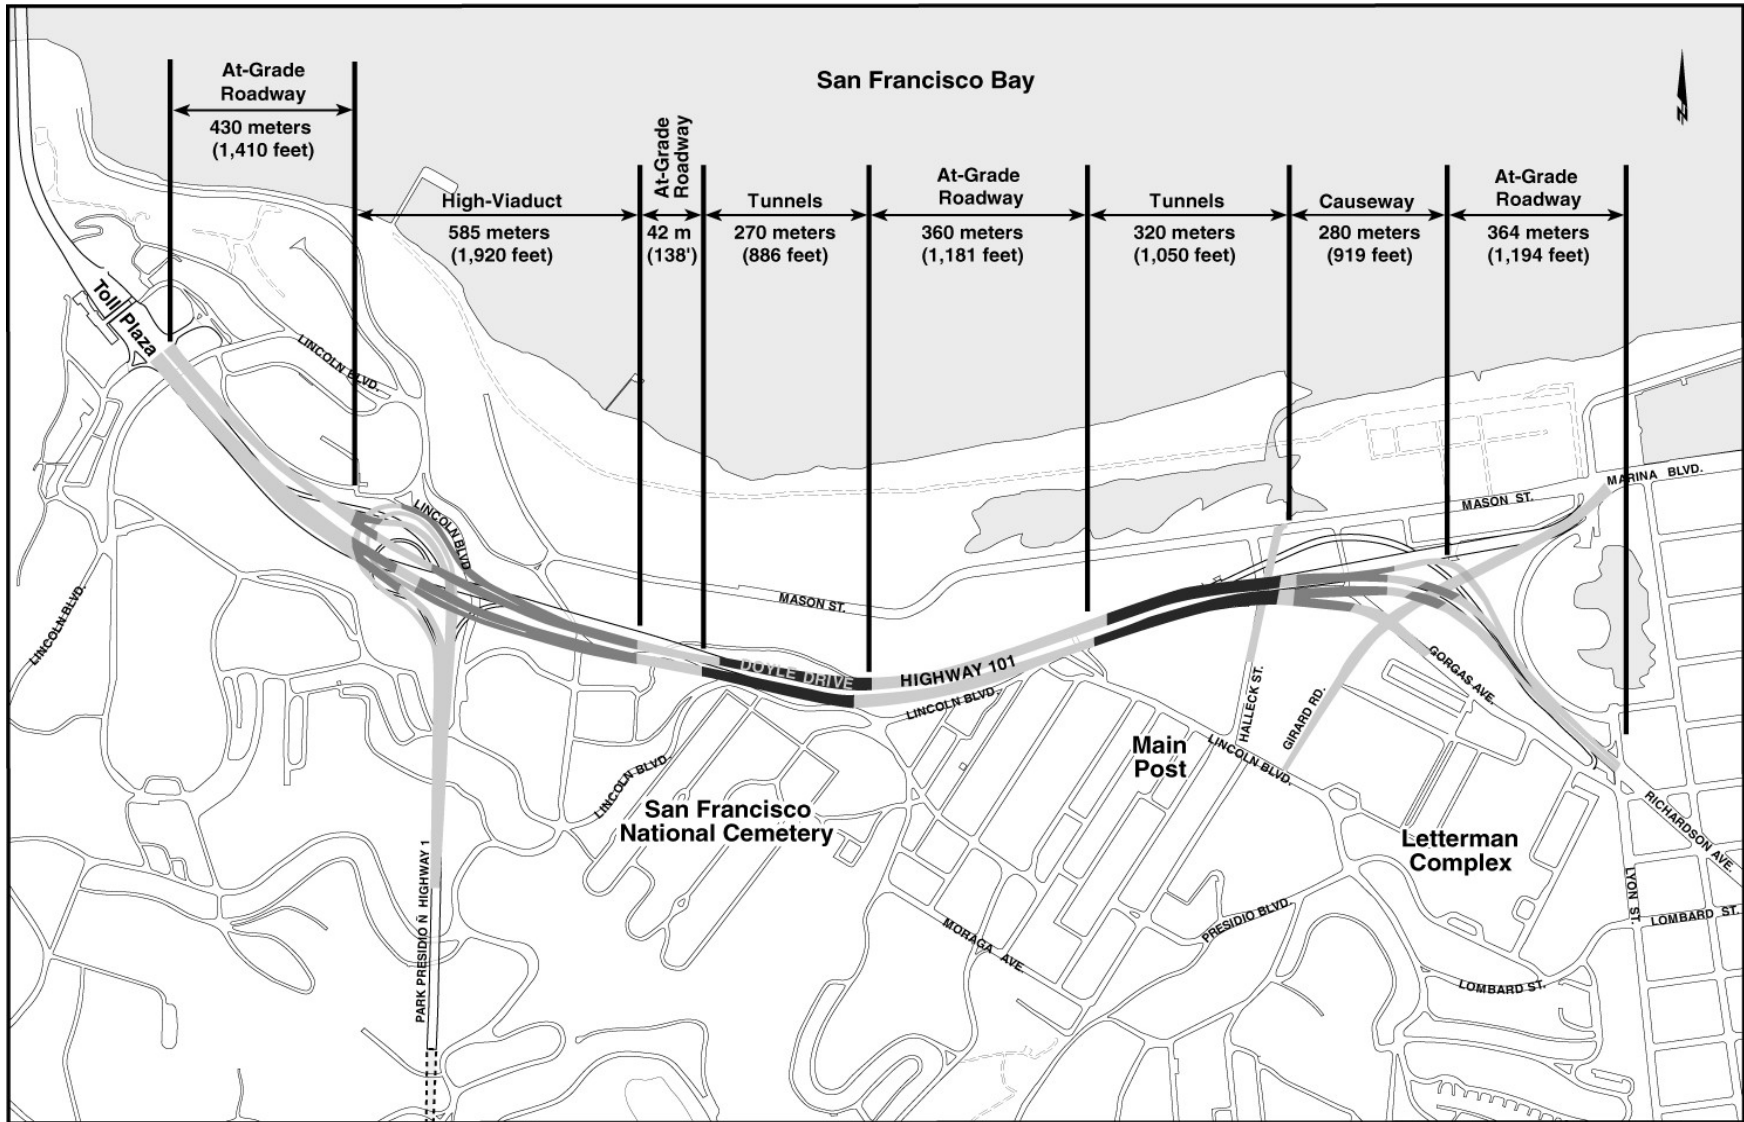 San Francisco Bay
At-Grade
Roadway
430 meters
(1,410 feet)
High-Viaduct
585 meters
(1,920 feet)
At-Grade
Roadway
42 m
(138')
Tunnels
270 meters
(886 feet)
At-Grade
Roadway
360 meters
(1,181 feet)
Tunnels
320 meters
(1,050 feet)
Causeway
280 meters
(919 feet)
At-Grade
Roadway
364 meters
(1,194 feet)
N
Toll
Plaza
LINCOLN BLVD.
LINCOLN BLVD
LINCOLN BLVD.
MASON ST.
MASON ST.
MARINA BLVD.
DOYLE DRIVE
HIGHWAY 101
LINCOLN BLVD.
HALLECK ST.
GIRARD RD.
GORGAS AVE.
LINCOLN BLVD.
LINCOLN BLVD.
Main
Post
San Francisco
National Cemetery
Letterman
Complex
RICHARDSON AVE.
PARK PRESIDIO Ñ HIGHWAY 1
MORAGA AVE.
PRESIDIO BLVD.
LYON ST.
LOMBARD ST.
LOMBARD ST.